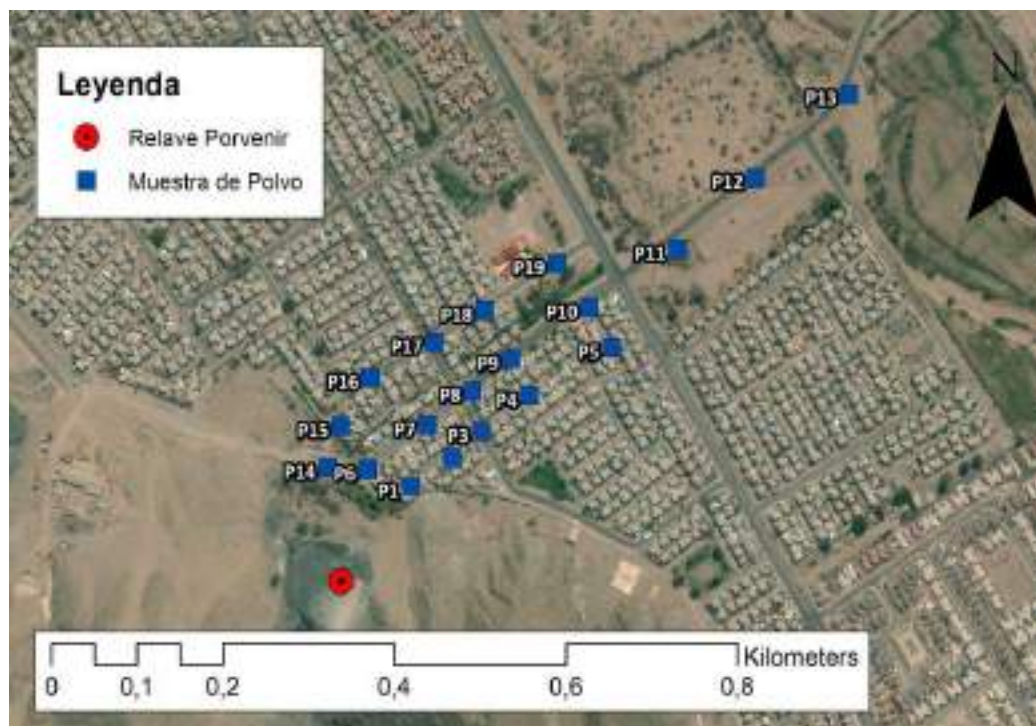 Leyenda
Relave Porvenir
Muestra de Polvo
N
P13
P12
P11
P19
P10
P18
P17
P5
P9
P16
P8
P4
P15
P7
P3
P14
P6
P1
Kilometers
0 0,1 0,2 0,4 0,6 0,8